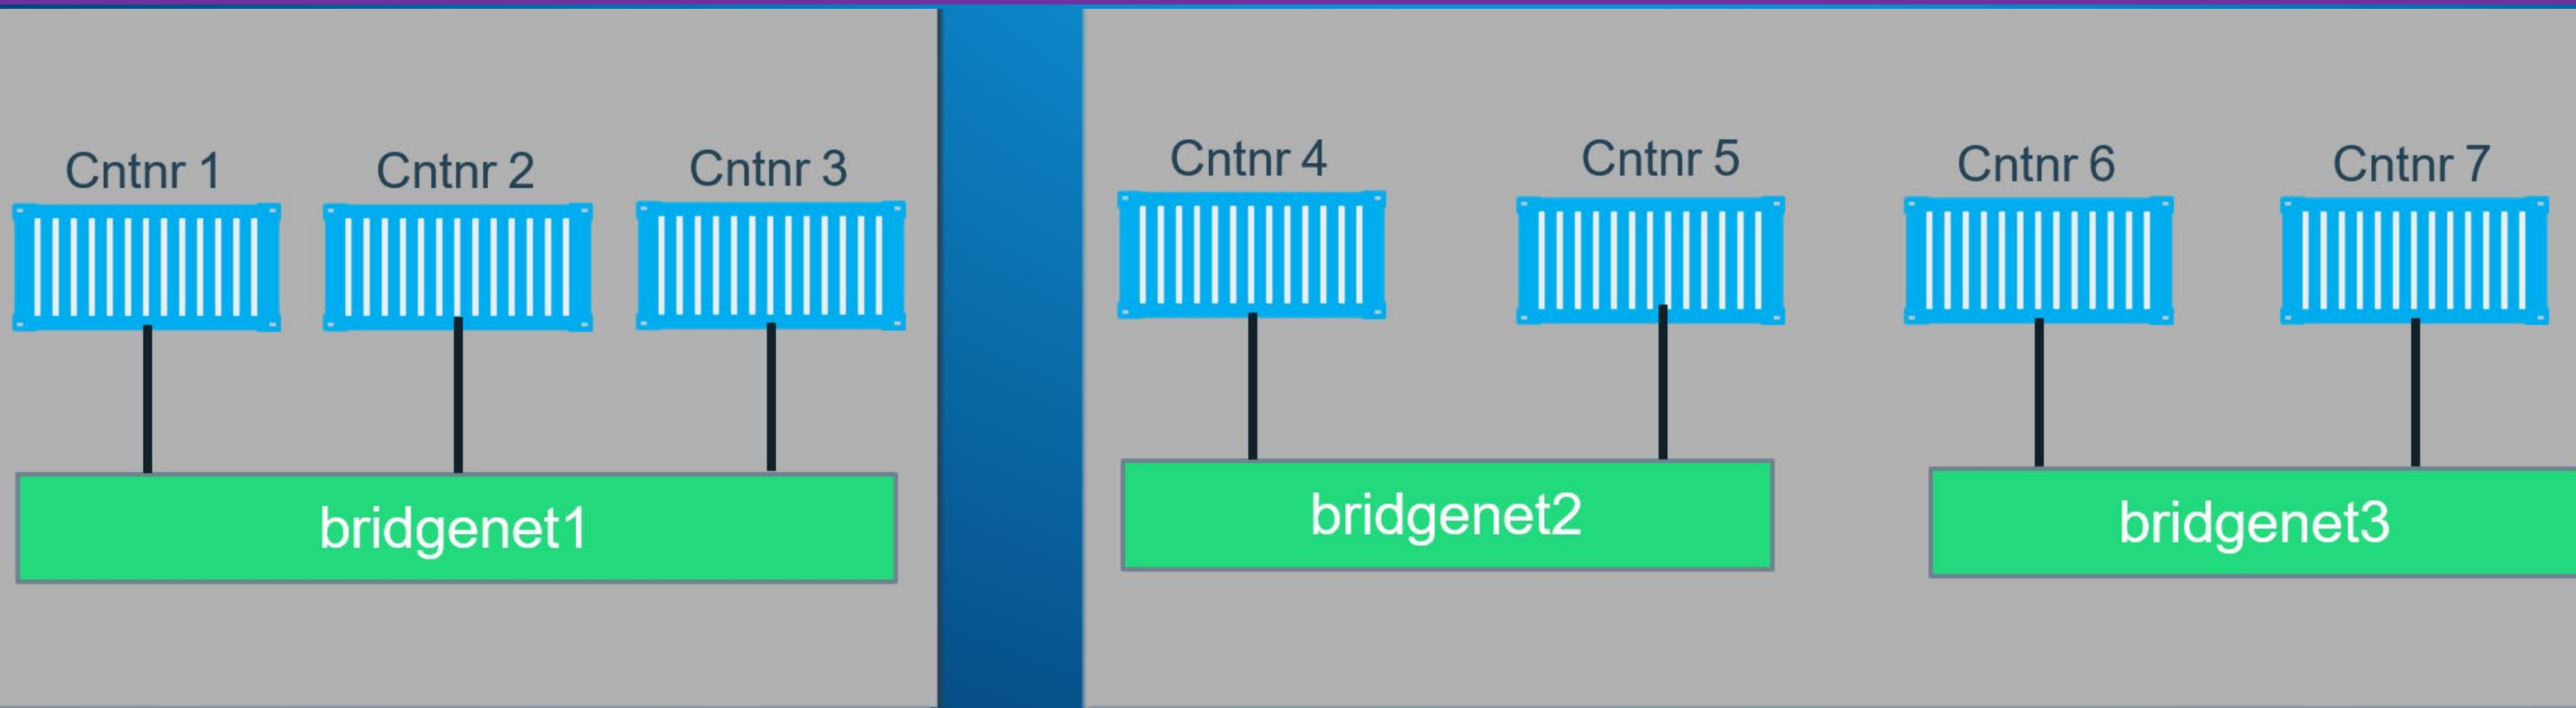 Cntnr 1
Cntnr 2
Cntnr 3
Cntnr 4
Cntnr 5
Cntnr 6
Cntnr 7
bridgenet1
bridgenet2
bridgenet3